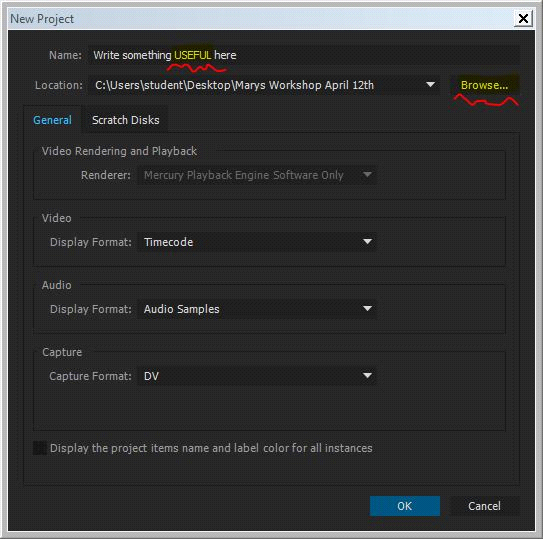 New Project
Name: Write something USEFUL here
Location: C:\Users\student\Desktop\Marys Workshop April 12th Browse...
General Scratch Disks
Video Rendering and Playback
Renderer: Mercury Playback Engine Software Only
Video
Display Format: Timecode
Audio
Display Format: Audio Samples
Capture
Capture Format: DV
Display the project items name and label color for all instances
OK Cancel